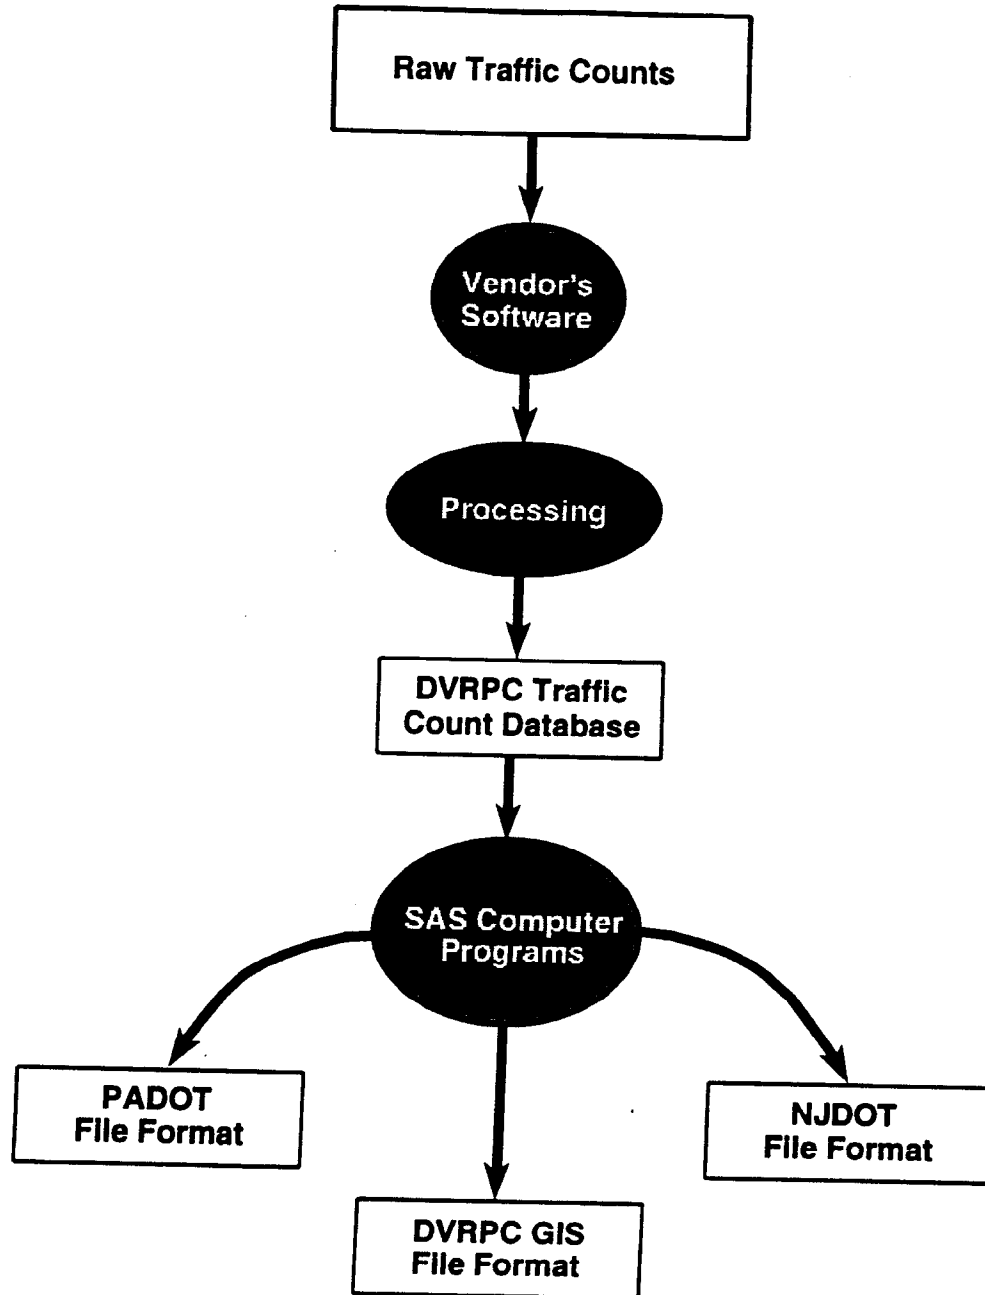 Raw Traffic Counts
Vendor's
Software
Processing
DVRPC Traffic
Count Database
SAS Computer
Programs
PADOT
File Format
NJDOT
File Format
DVRPC GIS
File Format